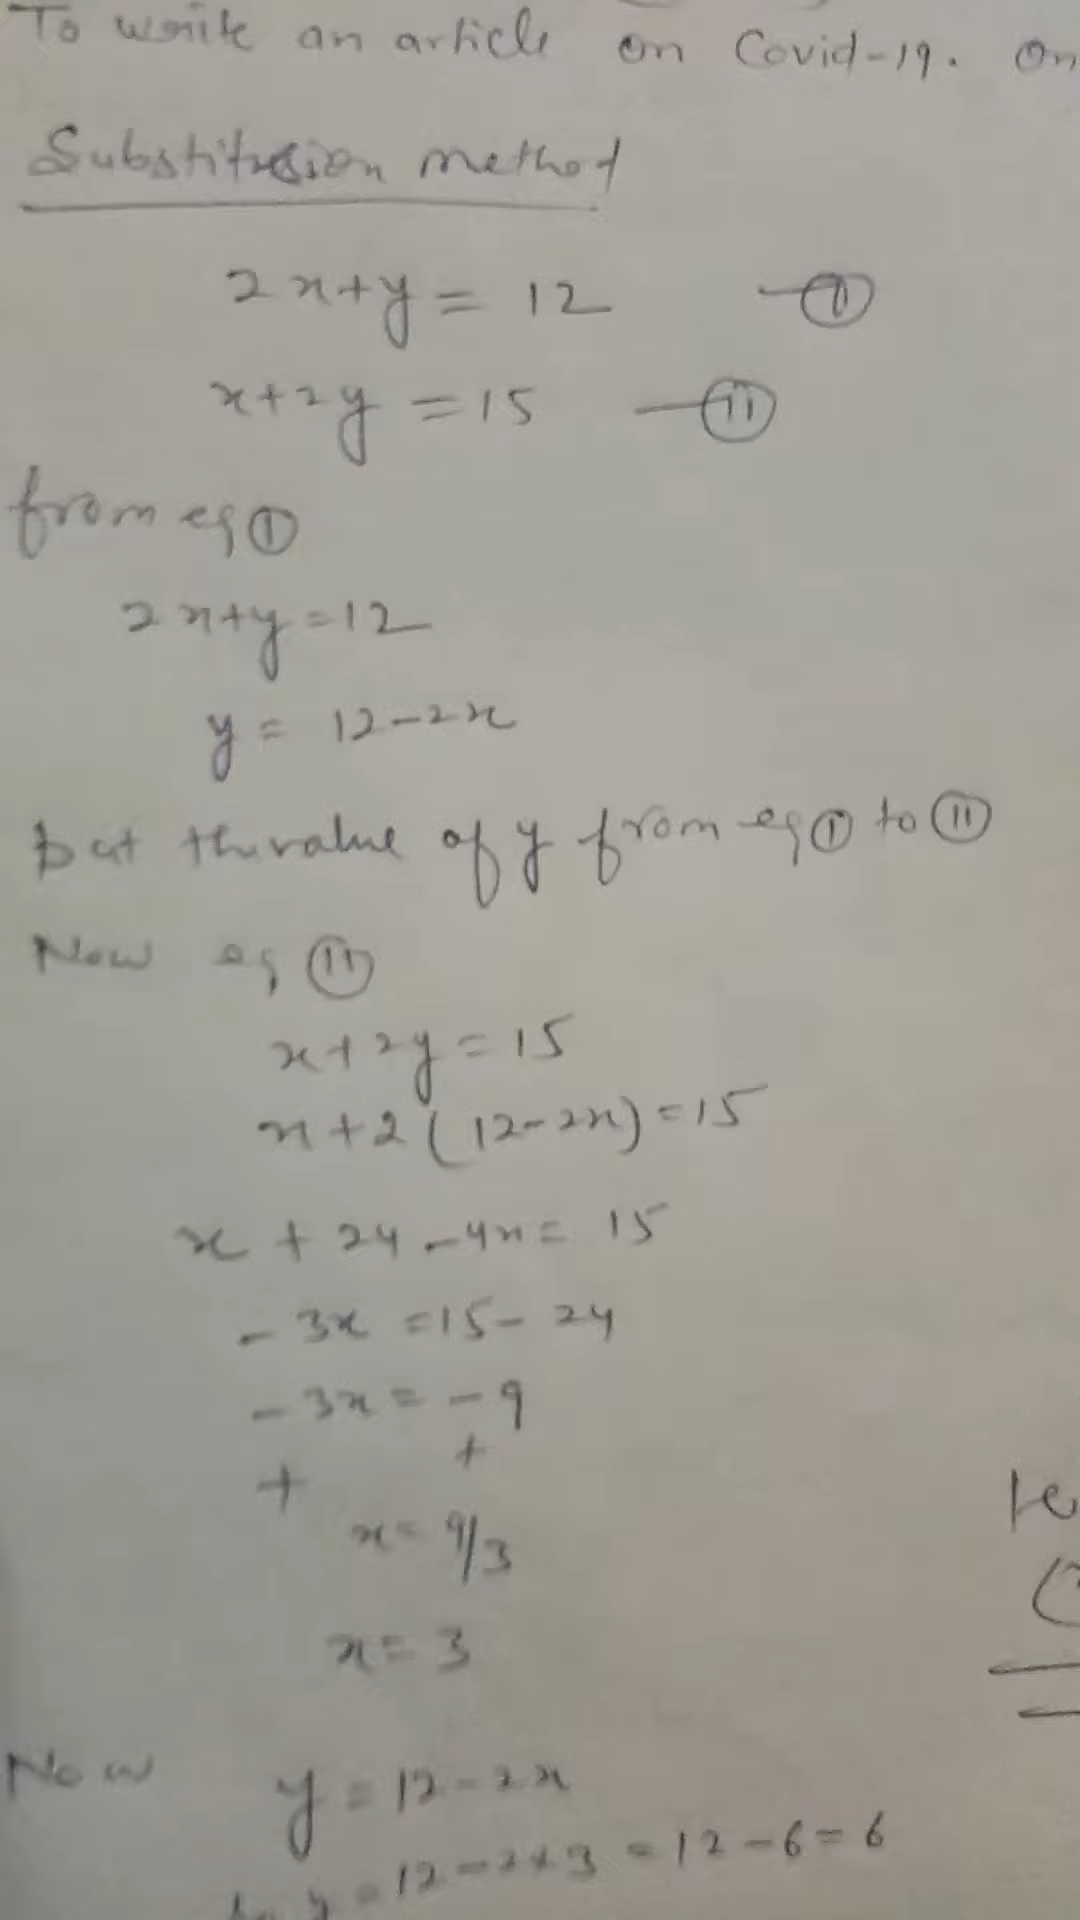 To write an article on Covid-19. On
Substitution method
2x+y = 12 —(I)
x+2y = 15 —(II)
from eq (I)
2x+y=12
y = 12-2x
put the value of y from eq (I) to (II)
Now eq (II)
x+2y=15
x+2(12-2x)=15
x + 24 -4x= 15
- 3x =15- 24
- 3x = - 9
+ +
x= 9/3
x= 3
Now y = 12-2x
y = 12-2x3 = 12-6=6